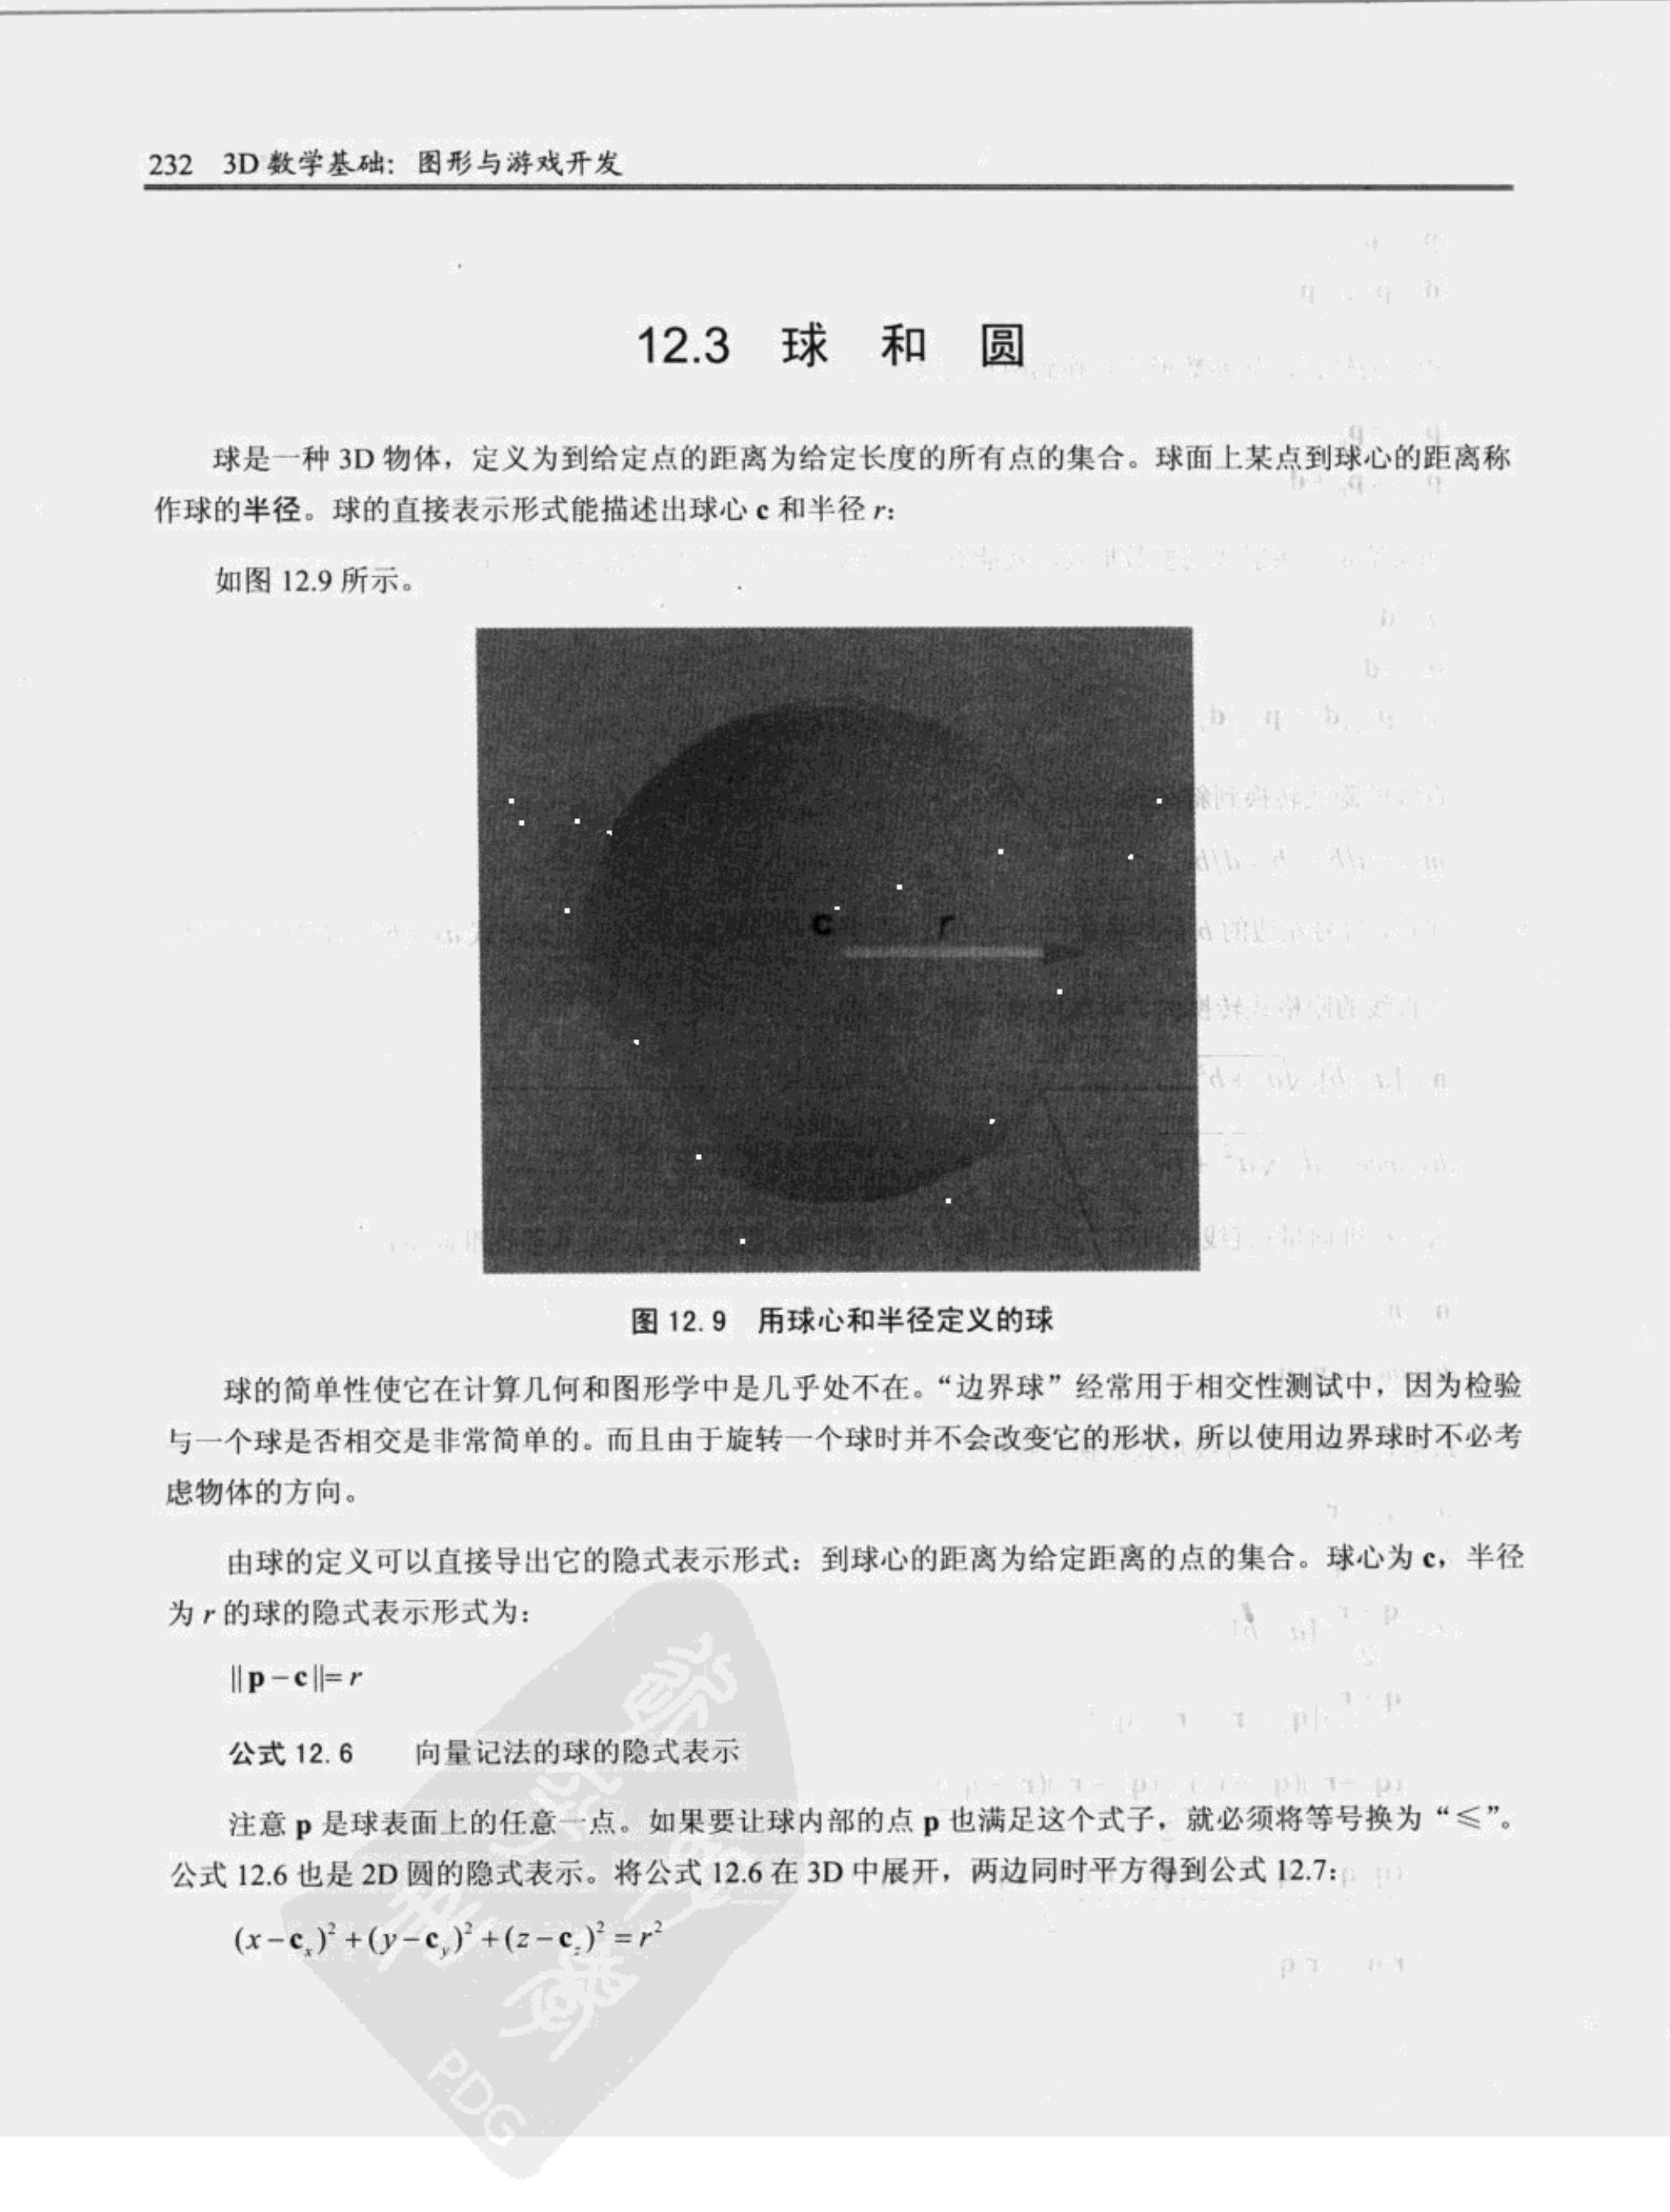 232 3D 数学基础：图形与游戏开发
12.3 球 和 圆
球是一种 3D 物体，定义为到给定点的距离为给定长度的所有点的集合。球面上某点到球心的距离称
作球的半径。球的直接表示形式能描述出球心 c 和半径 r：
如图 12.9 所示。
c r
图 12.9 用球心和半径定义的球
球的简单性使它在计算几何和图形学中是几乎处不在。“边界球”经常用于相交性测试中，因为检验
与一个球是否相交是非常简单的。而且由于旋转一个球时并不会改变它的形状，所以使用边界球时不必考
虑物体的方向。
由球的定义可以直接导出它的隐式表示形式：到球心的距离为给定距离的点的集合。球心为 c，半径
为 r 的球的隐式表示形式为：
||p－c||= r
公式 12.6 向量记法的球的隐式表示
注意 p 是球表面上的任意一点。如果要让球内部的点 p 也满足这个式子，就必须将等号换为“≤”。
公式 12.6 也是 2D 圆的隐式表示。将公式 12.6 在 3D 中展开，两边同时平方得到公式 12.7：
(x－cₓ)²+(y－c_y)²+(z－c_z)²=r²
PDG